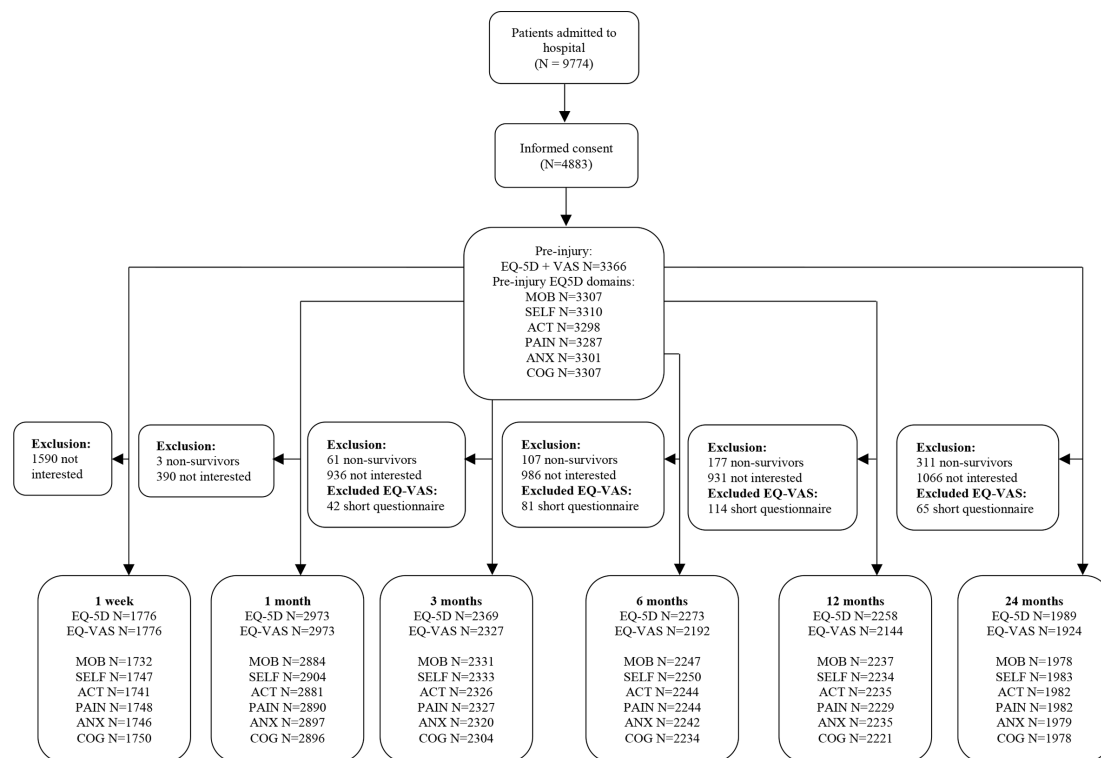 Patients admitted to
hospital
(N = 9774)
Informed consent
(N=4883)
Pre-injury:
EQ-5D + VAS N=3366
Pre-injury EQ5D domains:
MOB N=3307
SELF N=3310
ACT N=3298
PAIN N=3287
ANX N=3301
COG N=3307
Exclusion:
1590 not
interested
Exclusion:
3 non-survivors
390 not interested
Exclusion:
61 non-survivors
936 not interested
Excluded EQ-VAS:
42 short questionnaire
Exclusion:
107 non-survivors
986 not interested
Excluded EQ-VAS:
81 short questionnaire
Exclusion:
177 non-survivors
931 not interested
Excluded EQ-VAS:
114 short questionnaire
Exclusion:
311 non-survivors
1066 not interested
Excluded EQ-VAS:
65 short questionnaire
1 week
EQ-5D N=1776
EQ-VAS N=1776
MOB N=1732
SELF N=1747
ACT N=1741
PAIN N=1748
ANX N=1746
COG N=1750
1 month
EQ-5D N=2973
EQ-VAS N=2973
MOB N=2884
SELF N=2904
ACT N=2881
PAIN N=2890
ANX N=2897
COG N=2896
3 months
EQ-5D N=2369
EQ-VAS N=2327
MOB N=2331
SELF N=2333
ACT N=2326
PAIN N=2327
ANX N=2320
COG N=2304
6 months
EQ-5D N=2273
EQ-VAS N=2192
MOB N=2247
SELF N=2250
ACT N=2244
PAIN N=2244
ANX N=2242
COG N=2234
12 months
EQ-5D N=2258
EQ-VAS N=2144
MOB N=2237
SELF N=2234
ACT N=2235
PAIN N=2229
ANX N=2235
COG N=2221
24 months
EQ-5D N=1989
EQ-VAS N=1924
MOB N=1978
SELF N=1983
ACT N=1982
PAIN N=1982
ANX N=1979
COG N=1978